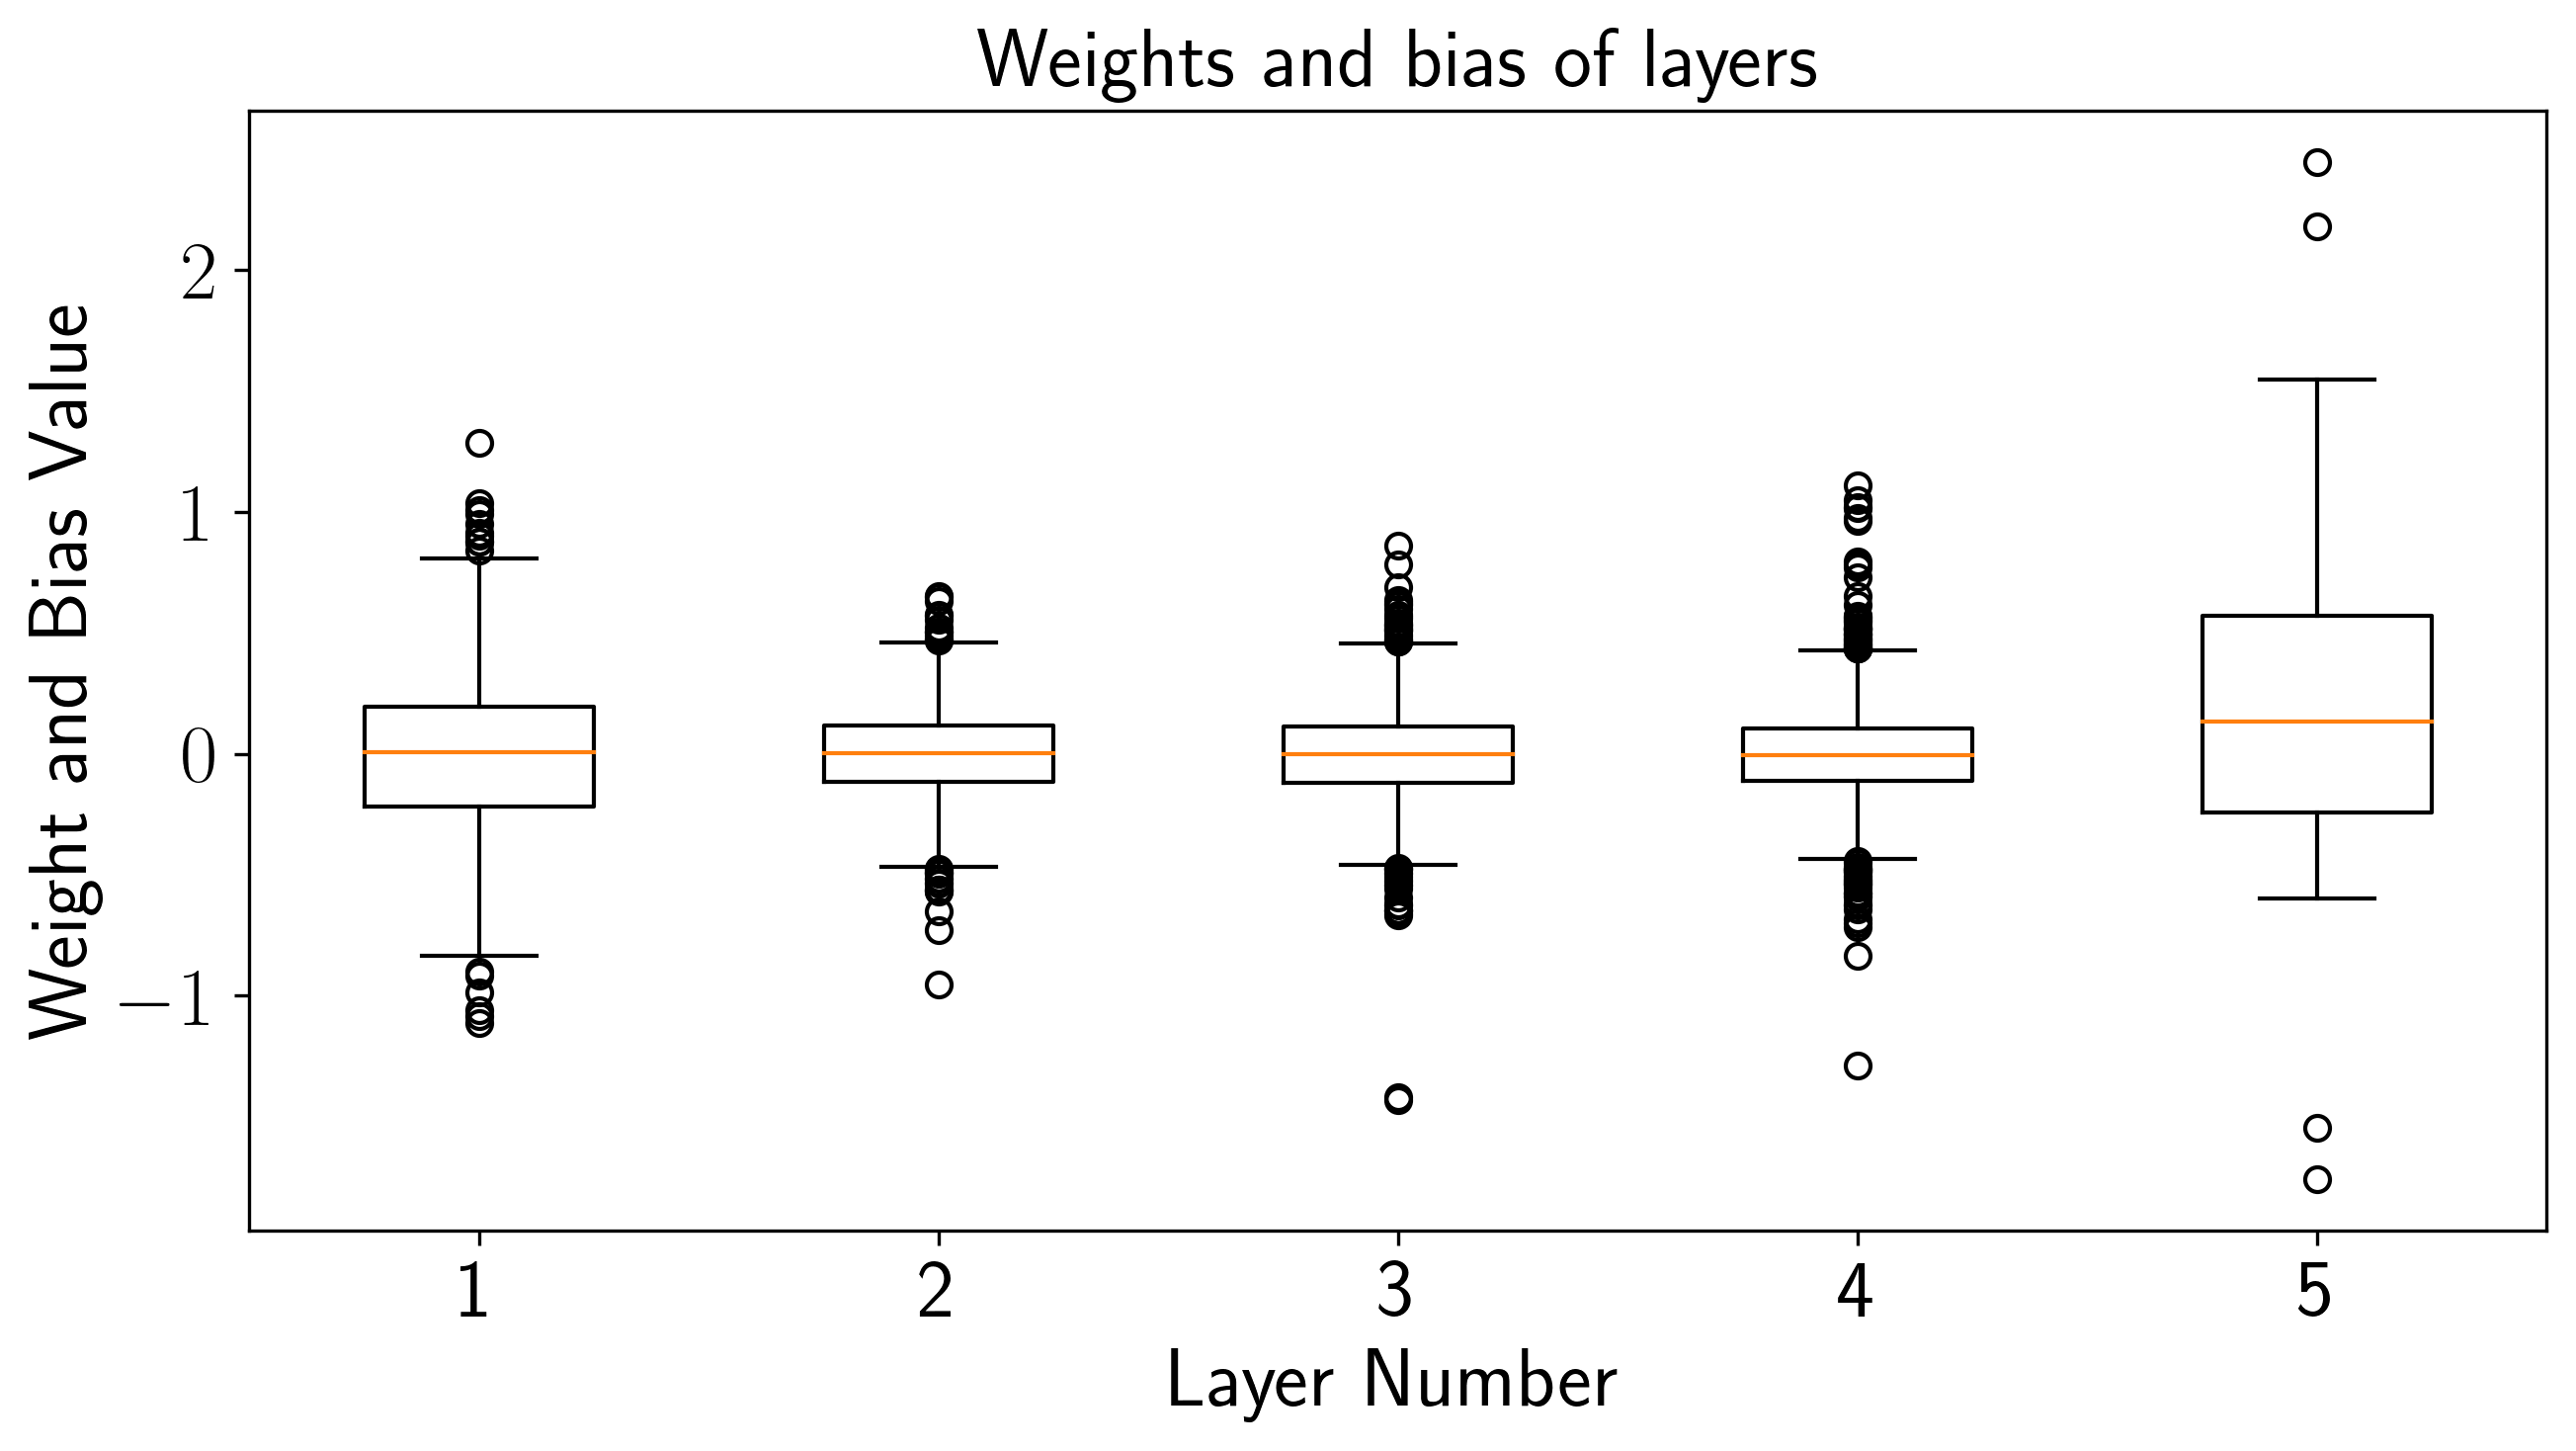 Weights and bias of layers
Weight and Bias Value
2
1
0
−1
1 2 3 4 5
Layer Number